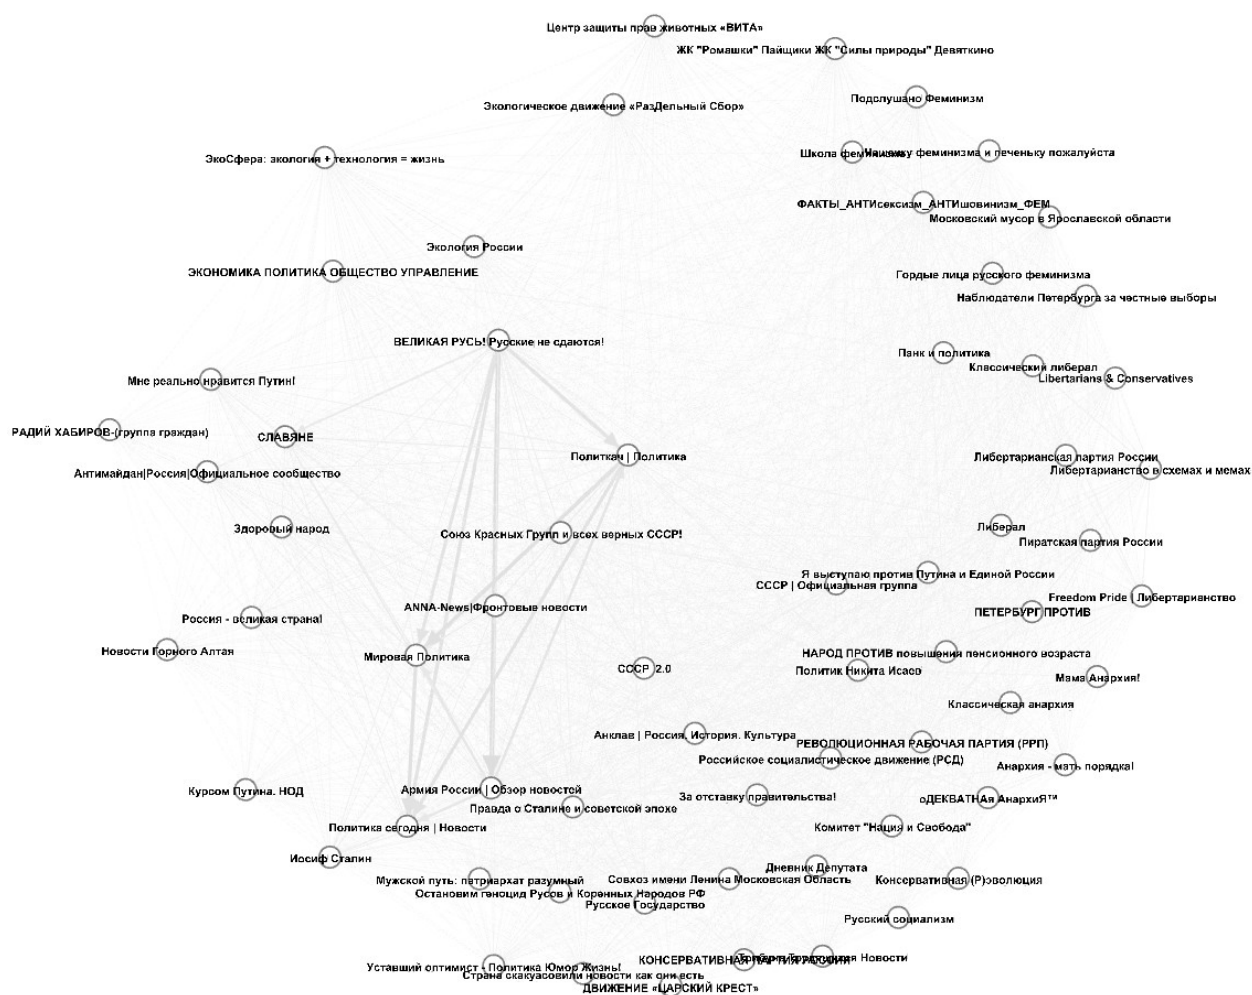 Центр защиты прав животных «ВИТА»
ЖК "Ромашки" Пайщики ЖК "Силы природы" Девяткино
Подслушано Феминизм
Экологическое движение «РазДельный Сбор»
Школа феминизма
Чашечку феминизма и печеньку пожалуйста
ЭкоСфера: экология + технология = жизнь
ФАКТЫ_АНТИсексизм_АНТИшовинизм_ФЕМ
Московский мусор в Ярославской области
Экология России
ЭКОНОМИКА ПОЛИТИКА ОБЩЕСТВО УПРАВЛЕНИЕ
Гордые лица русского феминизма
Наблюдатели Петербурга за честные выборы
ВЕЛИКАЯ РУСЬ! Русские не сдаются!
Панк и политика
Классический либерал
Libertarians & Conservatives
Мне реально нравится Путин!
РАДИЙ ХАБИРОВ-(группа граждан)
СЛАВЯНЕ
Политкач | Политика
Либертарианская партия России
Либертарианство в схемах и мемах
Антимайдан|Россия|Официальное сообщество
Здоровый народ
Союз Красных Групп и всех верных СССР!
Либерал
Пиратская партия России
Я выступаю против Путина и Единой России
СССР | Официальная группа
Freedom Pride | Либертарианство
ANNA-News|Фронтовые новости
ПЕТЕРБУРГ ПРОТИВ
Россия - великая страна!
Новости Горного Алтая
Мировая Политика
НАРОД ПРОТИВ повышения пенсионного возраста
СССР 2.0
Политик Никита Исаев
Мама Анархия!
Классическая анархия
Анклав | Россия. История. Культура
РЕВОЛЮЦИОННАЯ РАБОЧАЯ ПАРТИЯ (РРП)
Российское социалистическое движение (РСД)
Анархия - мать порядка!
Курсом Путина. НОД
Армия России | Обзор новостей
За отставку правительства!
оДЕКВАТНАя АнархиЯ™
Правда о Сталине и советской эпохе
Политика сегодня | Новости
Комитет "Нация и Свобода"
Иосиф Сталин
Дневник Депутата
Мужской путь: патриархат разумный
Совхоз имени Ленина Московская Область
Консервативная (Р)эволюция
Остановим геноцид Русов и Коренных Народов РФ
Русское Государство
Русский социализм
КОНСЕРВАТИВНАЯ ПАРТИЯ РОССИИ
Новости
Уставший оптимист - Политика Юмор Жизнь!
Страна скакуасовили новости как они есть
ДВИЖЕНИЕ «ЦАРСКИЙ КРЕСТ»